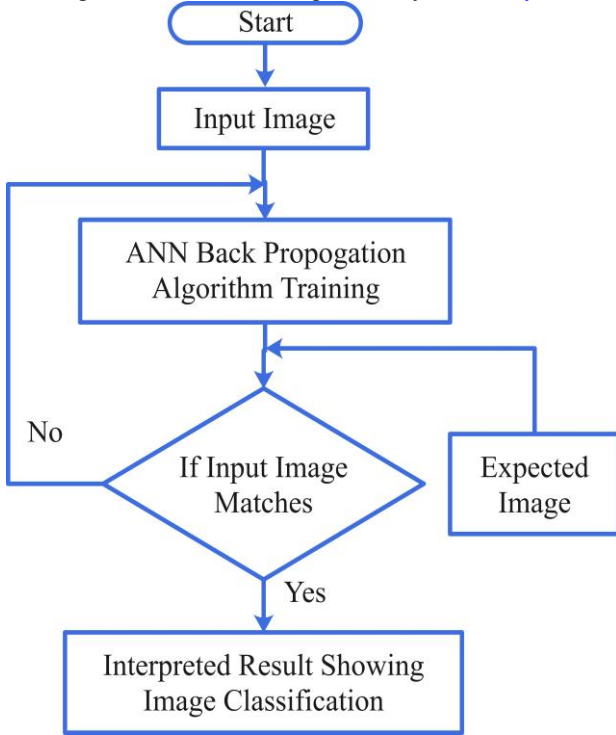 Start
Input Image
ANN Back Propogation
Algorithm Training
No
If Input Image
Matches
Expected
Image
Yes
Interpreted Result Showing
Image Classification